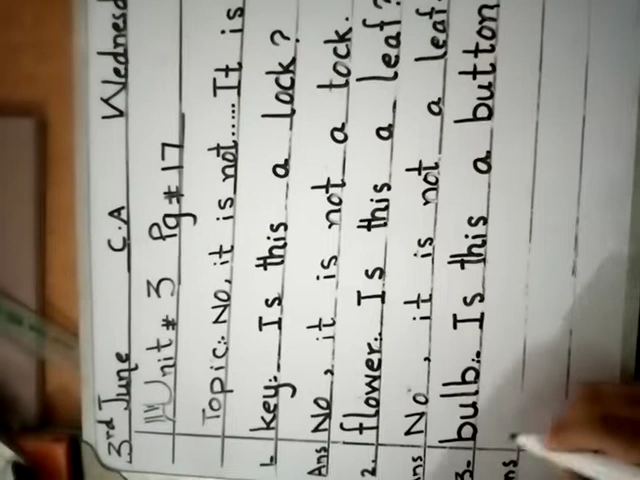 3rd June C.A Wednesd
Unit # 3 Pg # 17
Topic:- No, it is not..... It is
1. key:- Is this a lock?
Ans No, it is not a lock.
2. flower:. Is this a leaf?
Ans No, it is not a leaf.
3. bulb:. Is this a button
ns